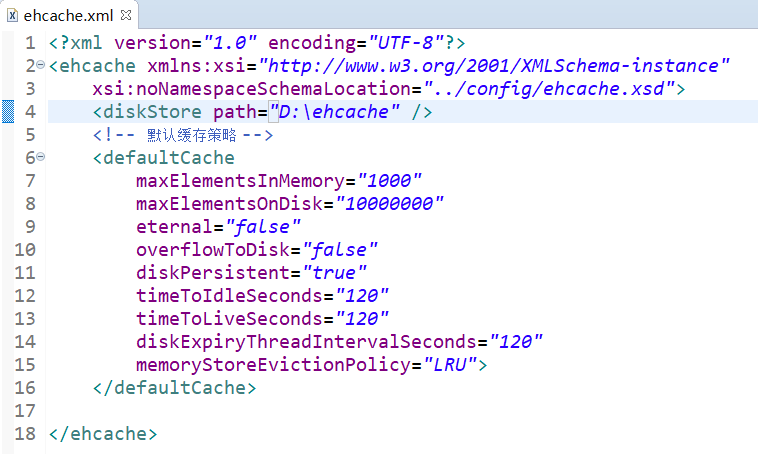 ehcache.xml
1 <?xml version="1.0" encoding="UTF-8"?>
2 <ehcache xmlns:xsi="http://www.w3.org/2001/XMLSchema-instance"
3     xsi:noNamespaceSchemaLocation="../config/ehcache.xsd">
4     <diskStore path="D:\ehcache" />
5     <!-- 默认缓存策略 -->
6     <defaultCache
7         maxElementsInMemory="1000"
8         maxElementsOnDisk="10000000"
9         eternal="false"
10         overflowToDisk="false"
11         diskPersistent="true"
12         timeToIdleSeconds="120"
13         timeToLiveSeconds="120"
14         diskExpiryThreadIntervalSeconds="120"
15         memoryStoreEvictionPolicy="LRU">
16     </defaultCache>
17
18 </ehcache>